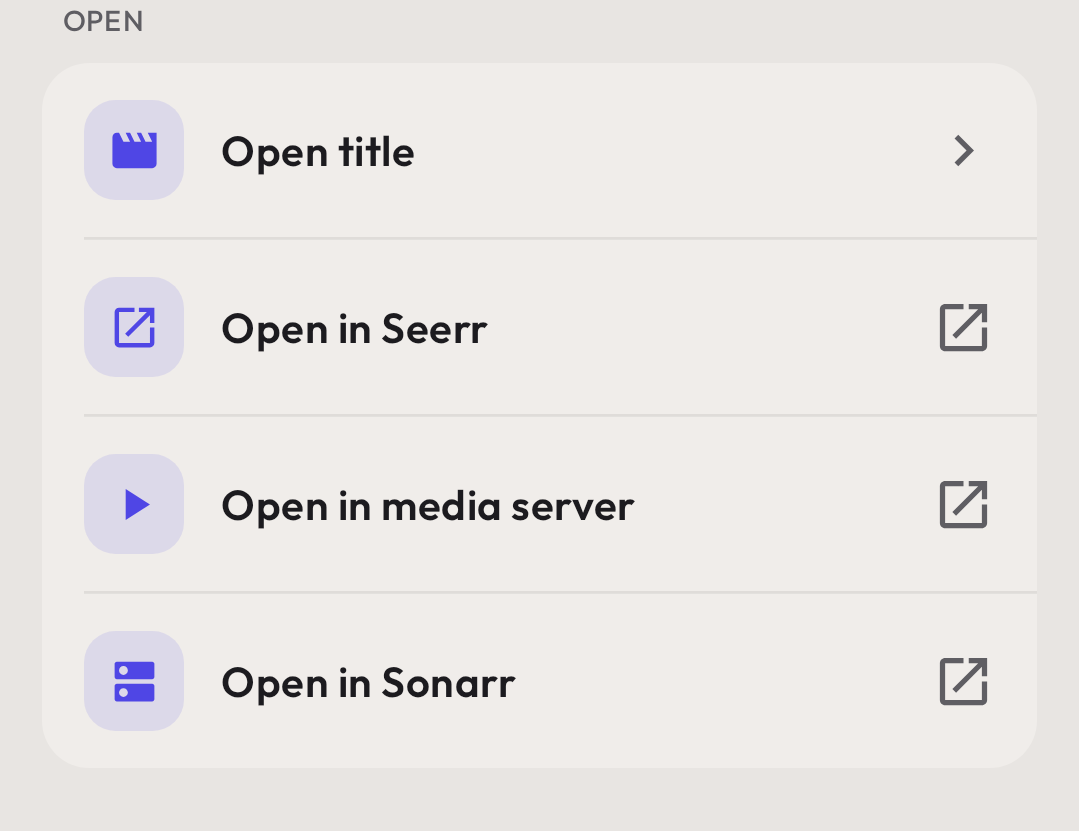 OPEN
Open title
Open in Seerr
Open in media server
Open in Sonarr